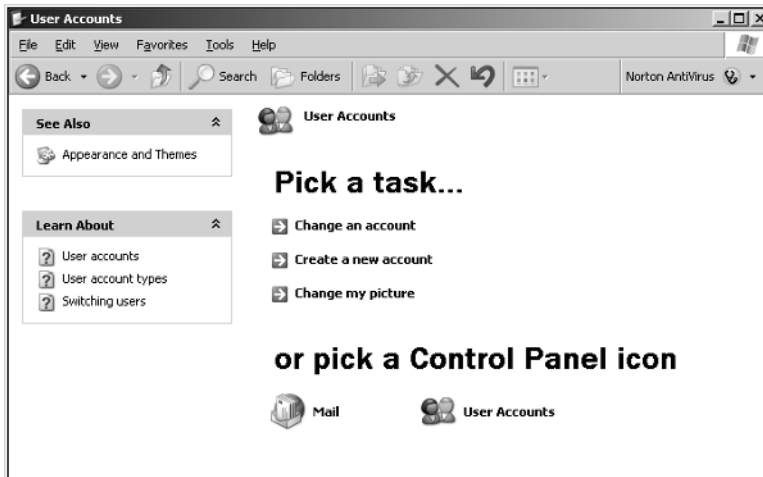 User Accounts
File Edit View Favorites Tools Help
Back Search Folders Norton AntiVirus
See Also
Appearance and Themes
Learn About
User accounts
User account types
Switching users
User Accounts
Pick a task...
Change an account
Create a new account
Change my picture
or pick a Control Panel icon
Mail User Accounts